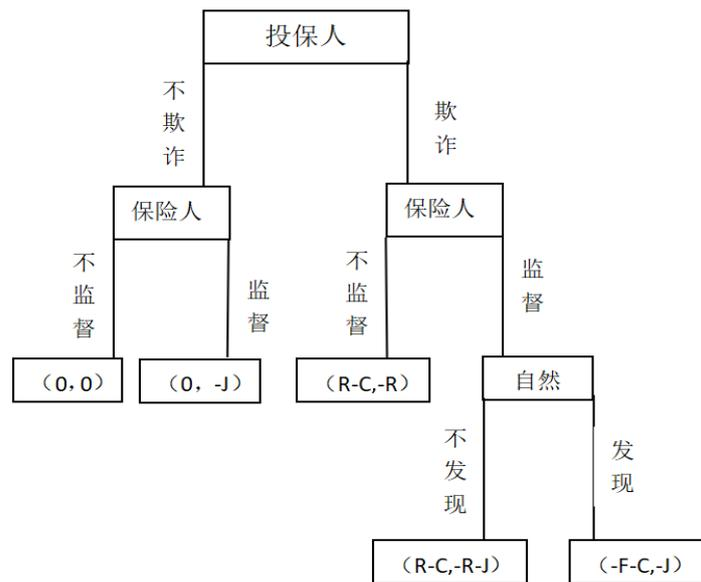 投保人
不欺诈
欺诈
保险人
保险人
不监督
监督
不监督
监督
（0，0）
（0，-J）
（R-C,-R）
自然
不发现
发现
（R-C,-R-J）
（-F-C,-J）